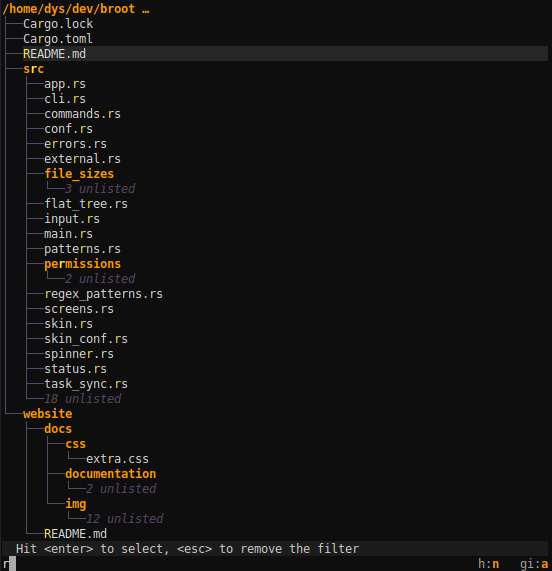 /home/dys/dev/broot …
Cargo.lock
Cargo.toml
README.md
src
app.rs
cli.rs
commands.rs
conf.rs
errors.rs
external.rs
file_sizes
3 unlisted
flat_tree.rs
input.rs
main.rs
patterns.rs
permissions
2 unlisted
regex_patterns.rs
screens.rs
skin.rs
skin_conf.rs
spinner.rs
status.rs
task_sync.rs
18 unlisted
website
docs
css
extra.css
documentation
2 unlisted
img
12 unlisted
README.md
Hit <enter> to select, <esc> to remove the filter
r h:n gi:a